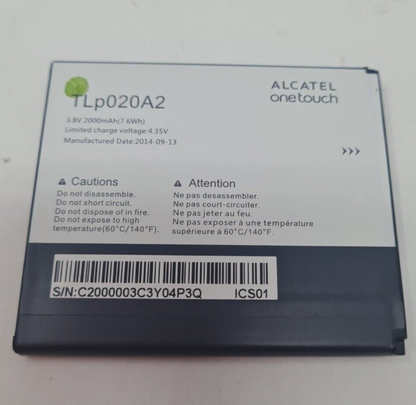 TLp020A2
ALCATEL
onetouch
3.8V 2000mAh(7.6Wh)
Limited charge voltage:4.35V
Manufactured Date:2014-09-13
Cautions
Do not disassemble.
Do not short circuit.
Do not dispose of in fire.
Do not expose to high
temperature(60°C/140°F).
Attention
Ne pas desassembler.
Ne pas court-circuiter.
Ne pas jeter au feu.
Ne pas exposer à une température
supérieure à 60°C/140°F.
S/N:C2000003C3Y04P3Q ICS01